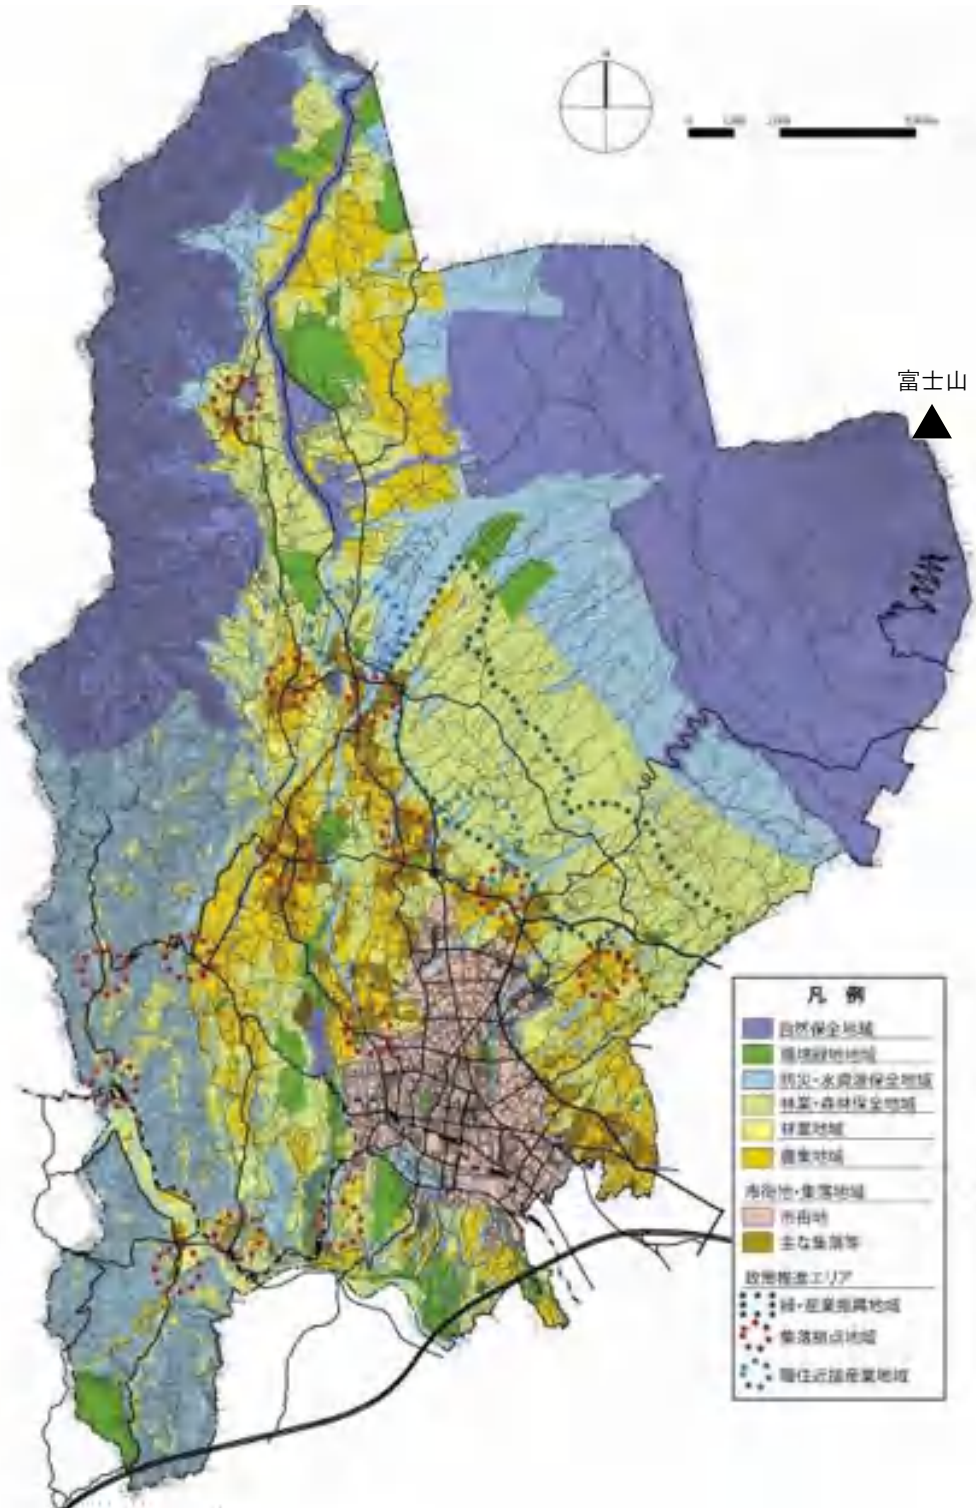 N
0
富士山
凡 例
自然保全地域
環境緑地地域
防災・水資源保全地域
林業・森林保全地域
林業地域
農業地域
市街地・集落地域
市街地
主な集落等
政策推進エリア
緑・産業振興地域
集落拠点地域
職住近接産業地域